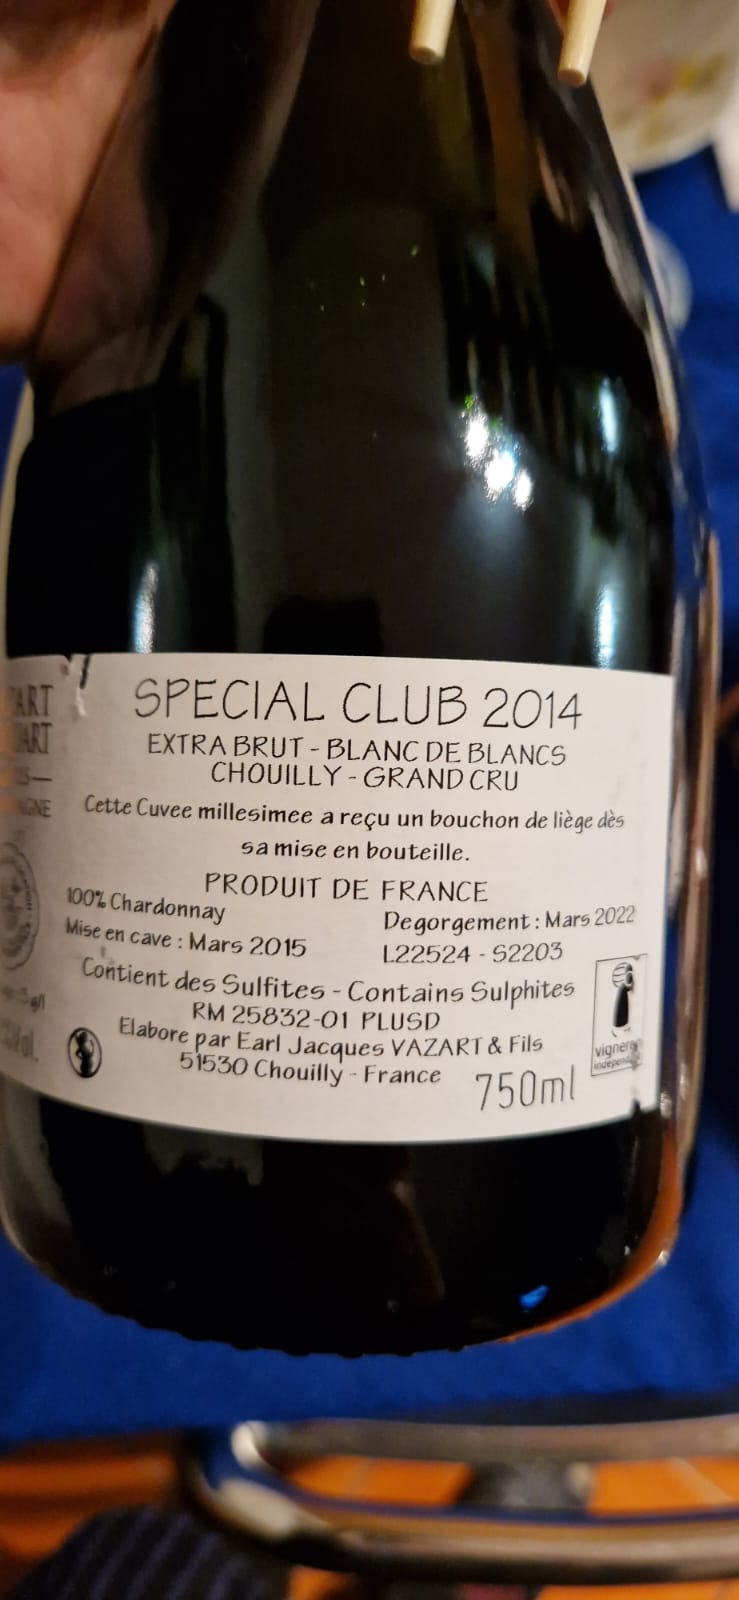 SPECIAL CLUB 2014
EXTRA BRUT - BLANC DE BLANCS
CHOUILLY - GRAND CRU
Cette Cuvee millesimee a reçu un bouchon de liège dès
sa mise en bouteille.
PRODUIT DE FRANCE
100% Chardonnay
Mise en cave : Mars 2015
Degorgement : Mars 2022
L22524 - S2203
Contient des Sulfites - Contains Sulphites
RM 25832-01 PLUSD
Elabore par Earl Jacques VAZART & Fils
51530 Chouilly - France
750ml
vigneron